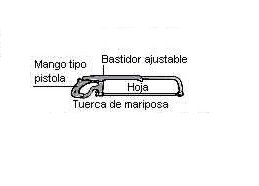 Bastidor ajustable
Mango tipo
pistola
Hoja
Tuerca de mariposa